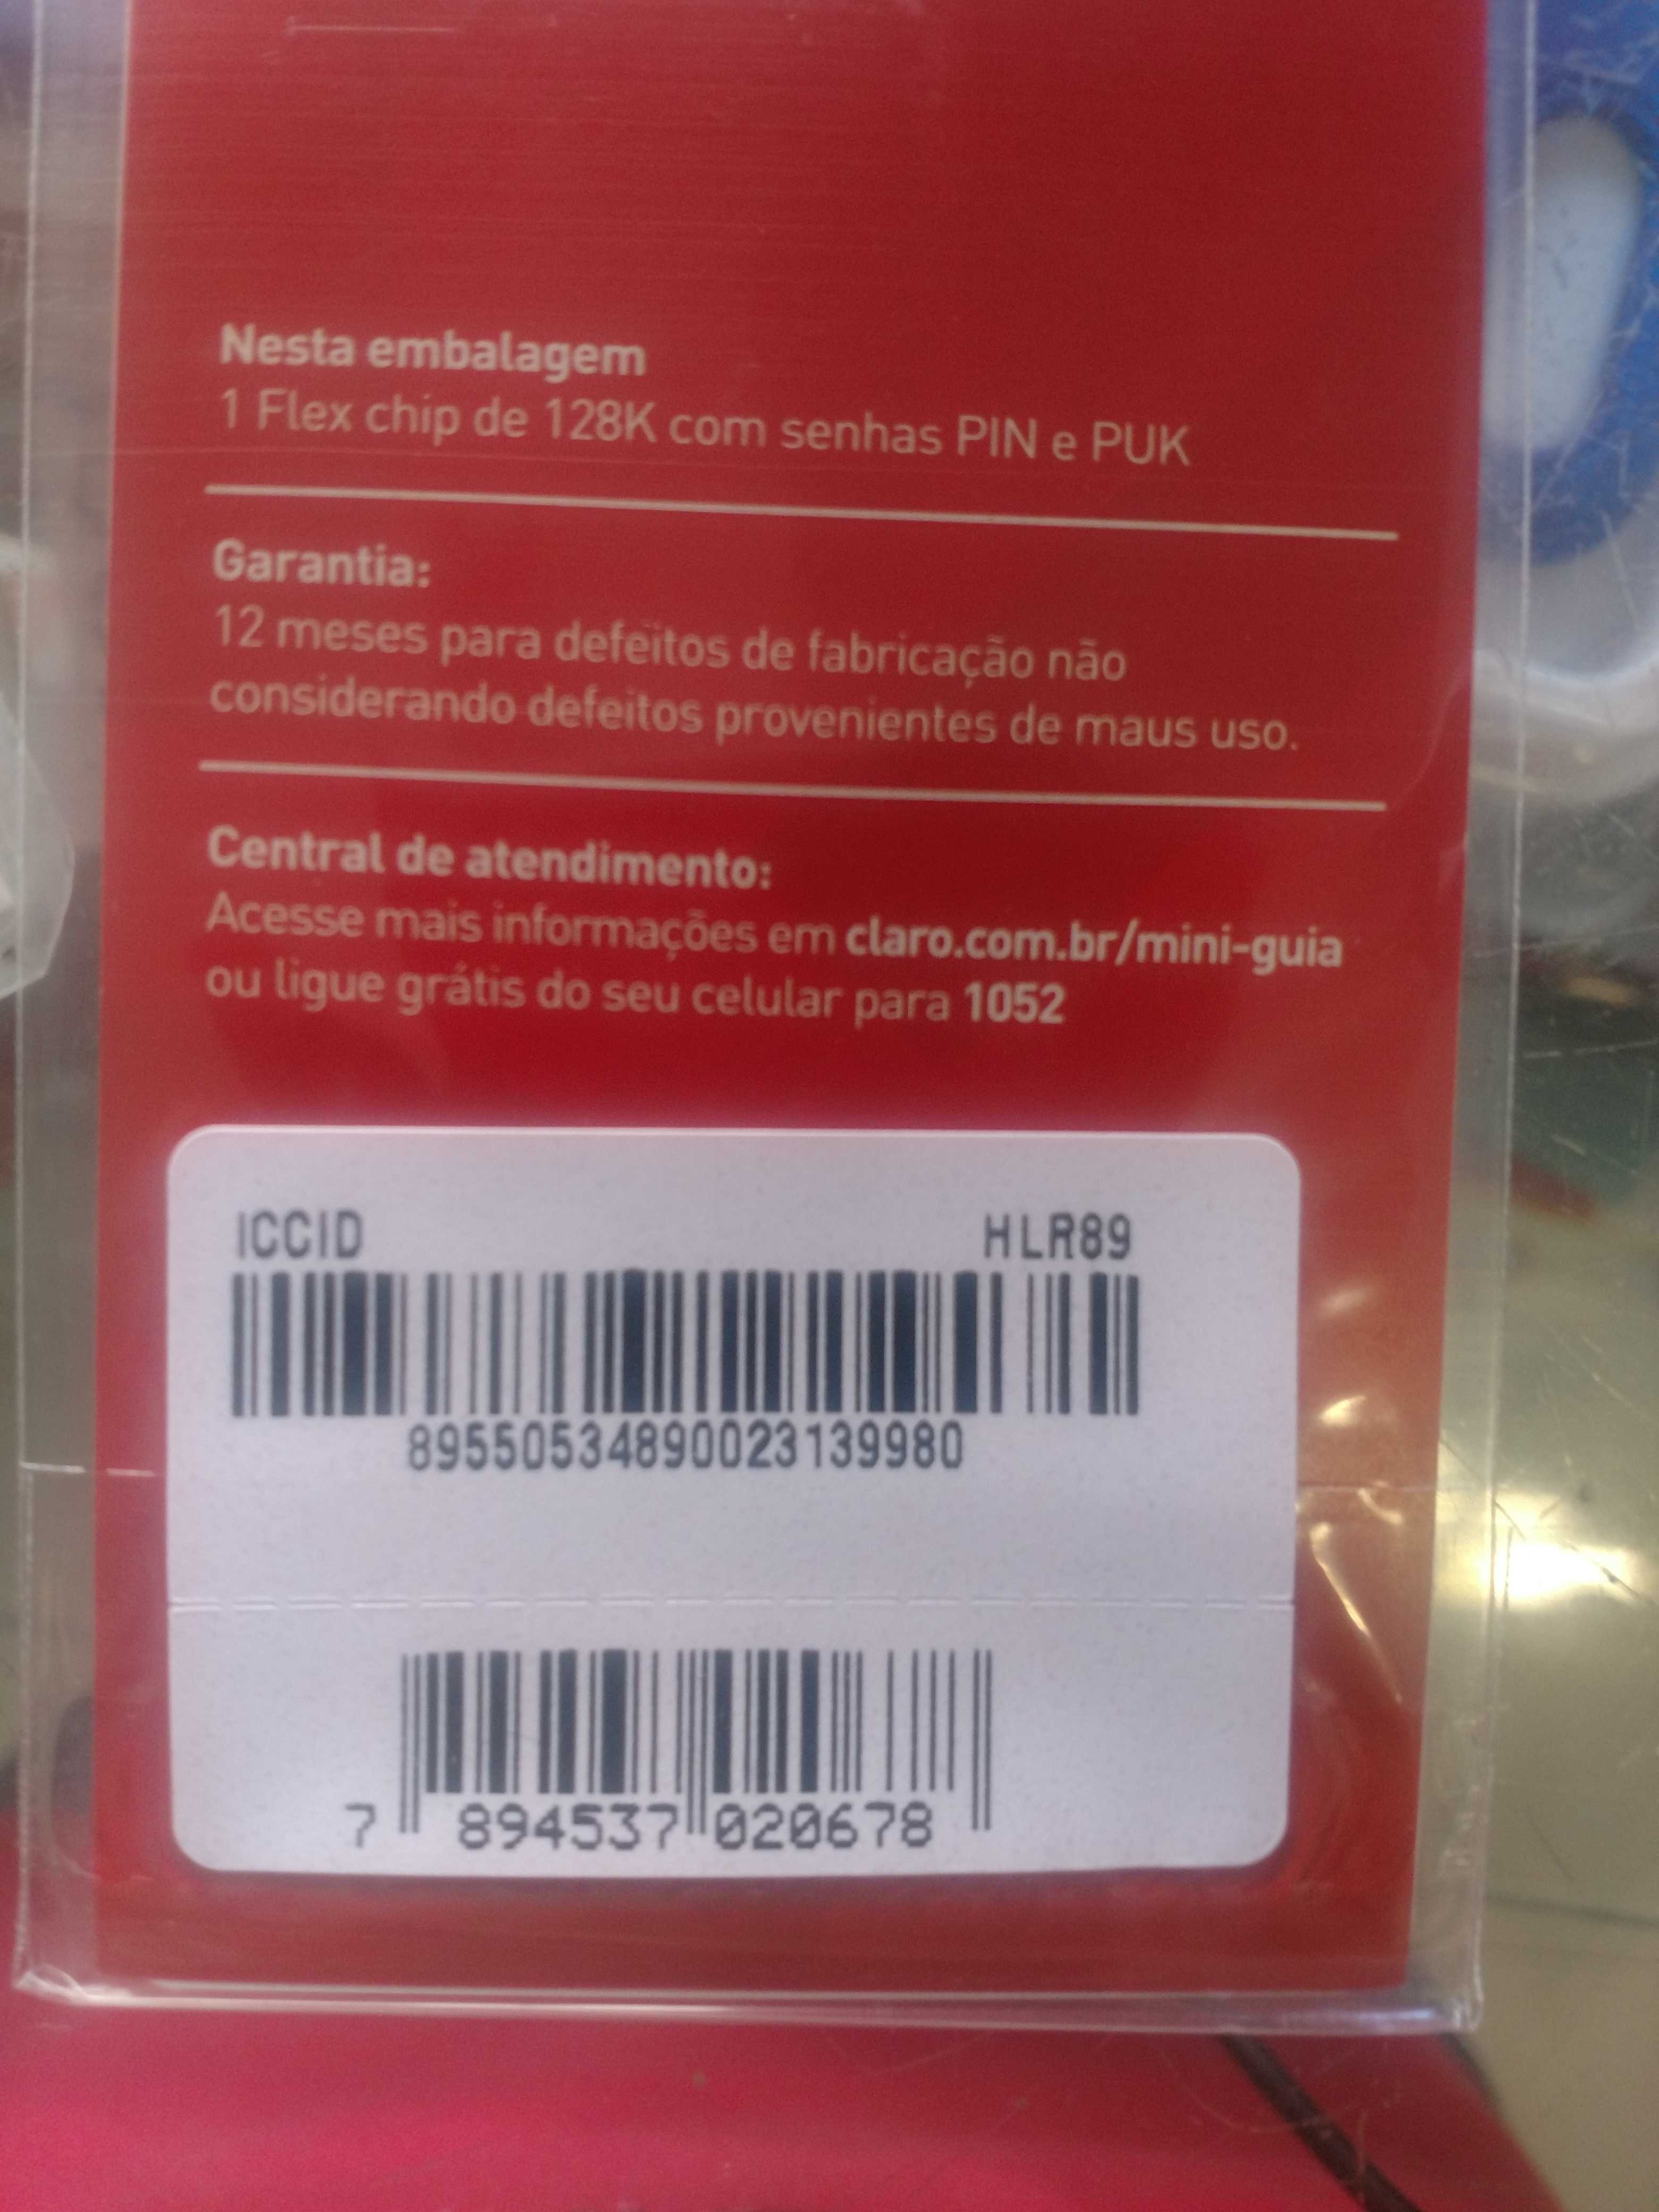 Nesta embalagem
1 Flex chip de 128K com senhas PIN e PUK
Garantia:
12 meses para defeitos de fabricação não
considerando defeitos provenientes de maus uso.
Central de atendimento:
Acesse mais informações em claro.com.br/mini-guia
ou ligue grátis do seu celular para 1052
ICCID HLR89
89550534890023139980
7 894537 020678